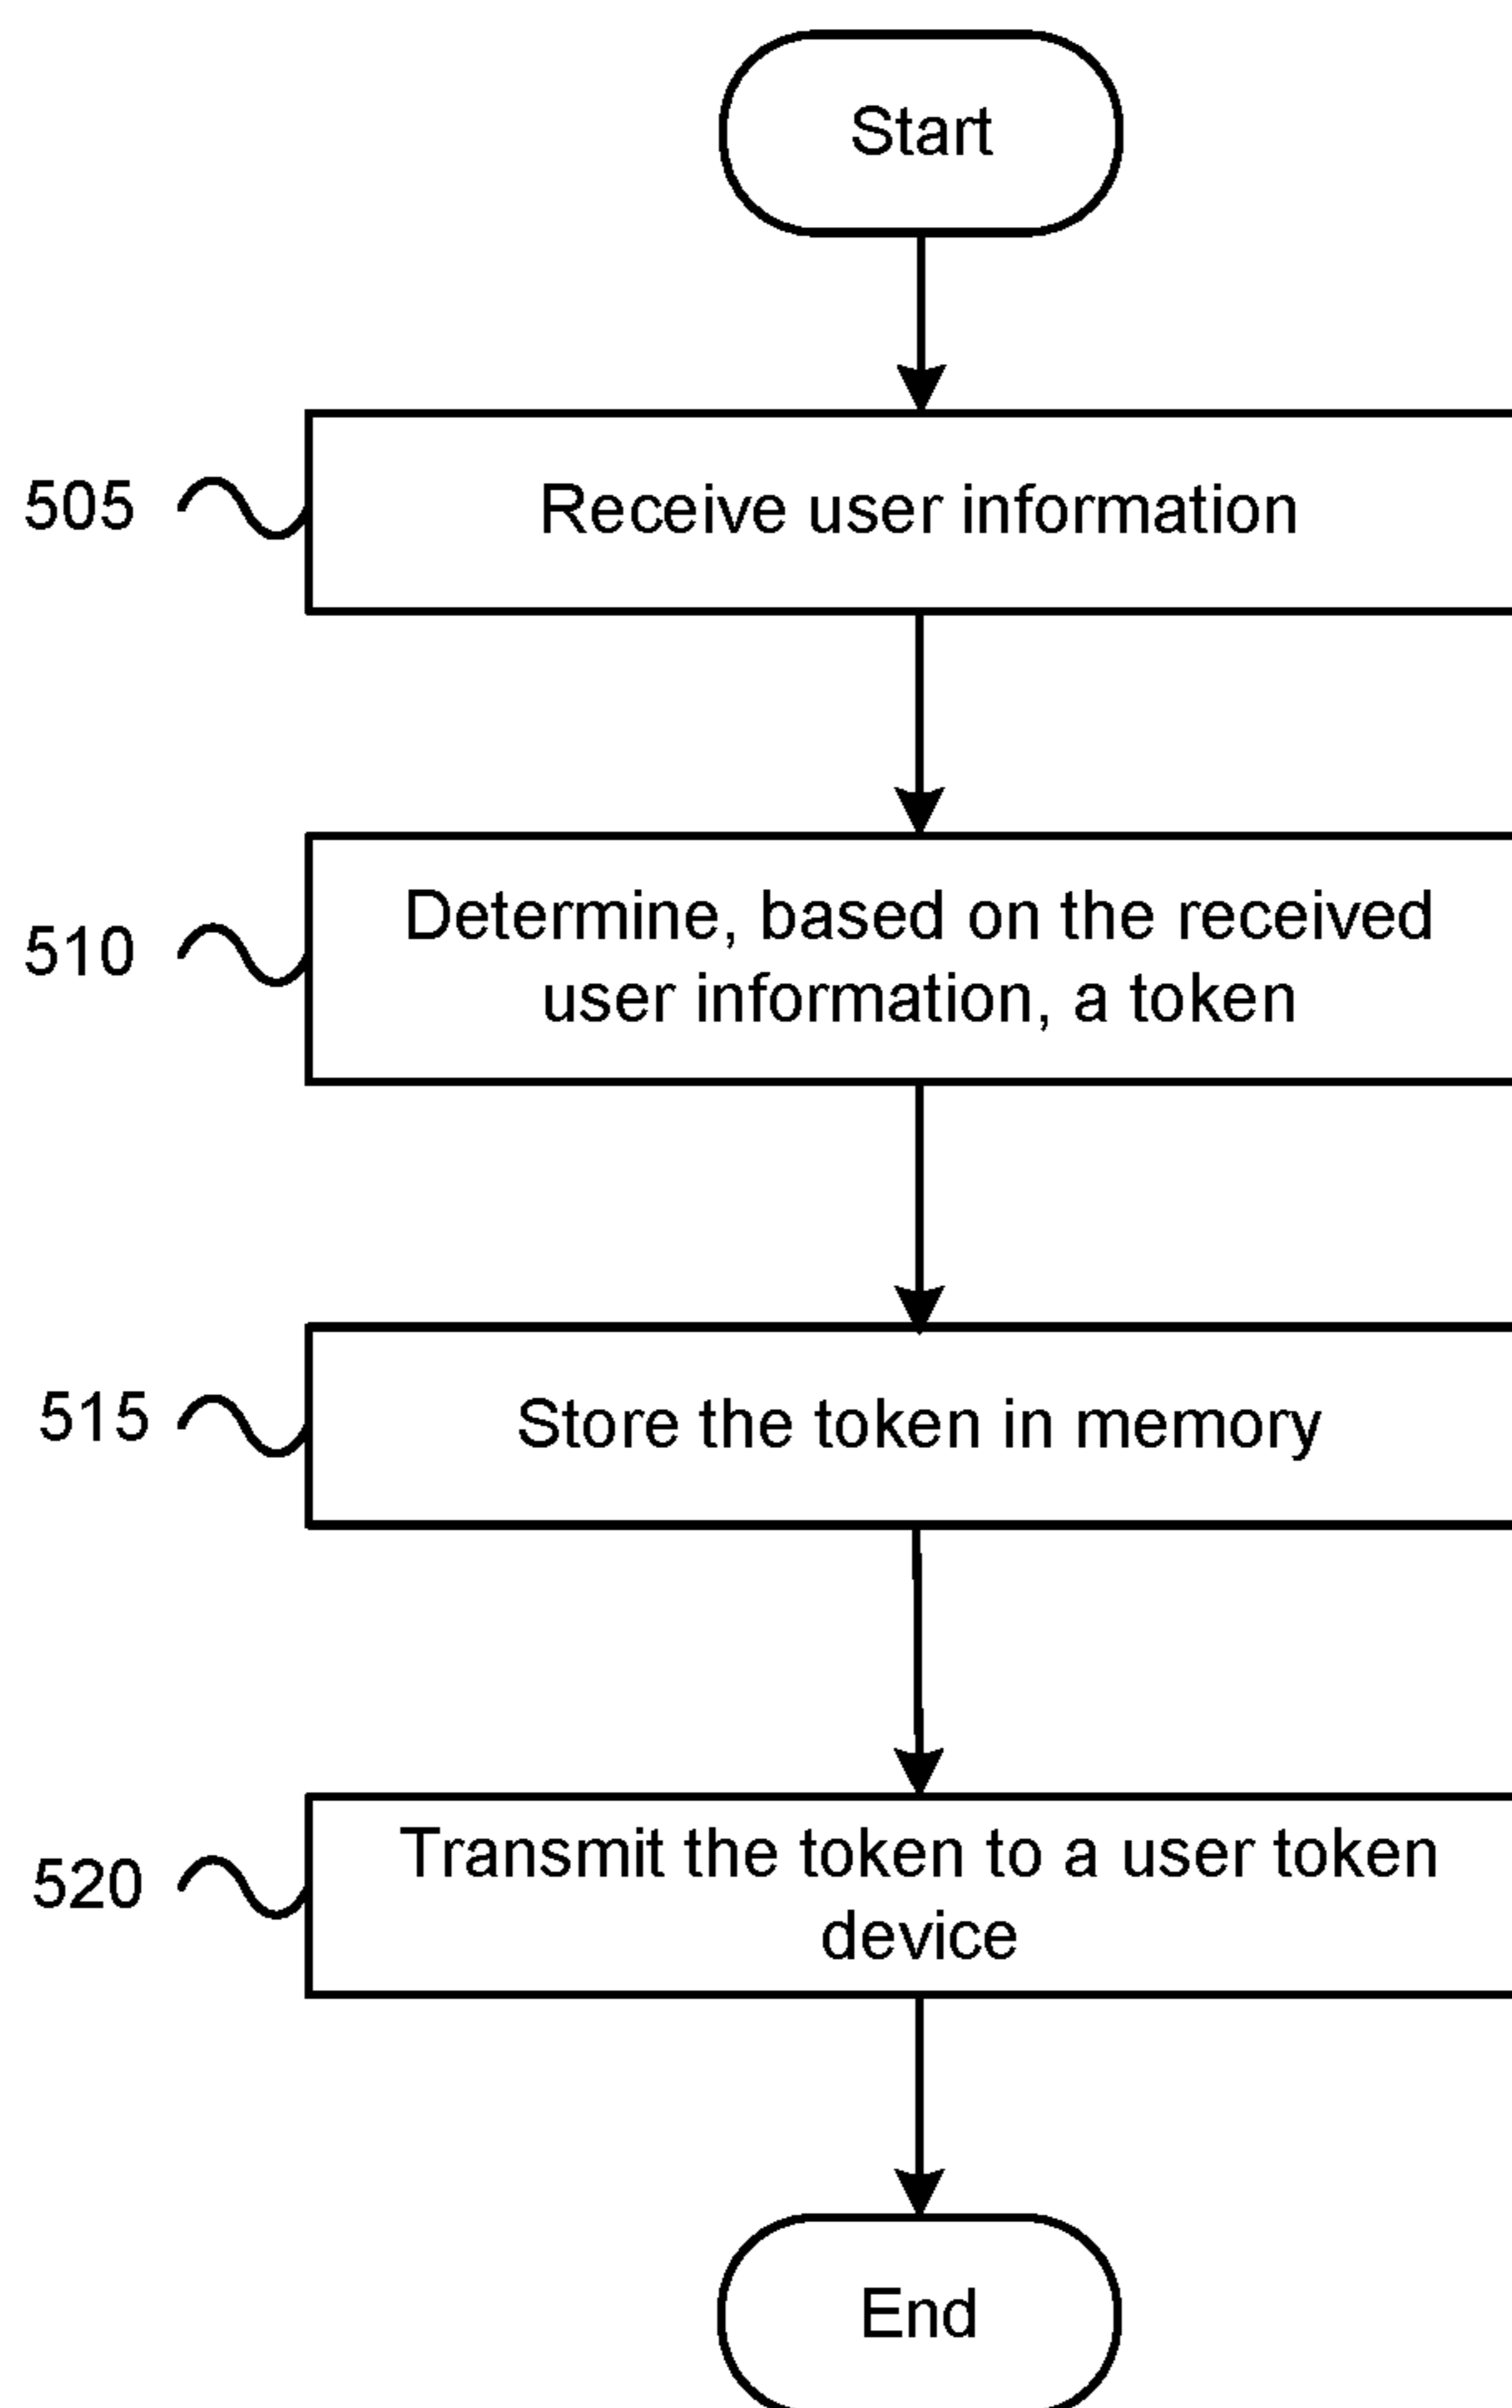 Start
505
Receive user information
510
Determine, based on the received
user information, a token
515
Store the token in memory
520
Transmit the token to a user token
device
End